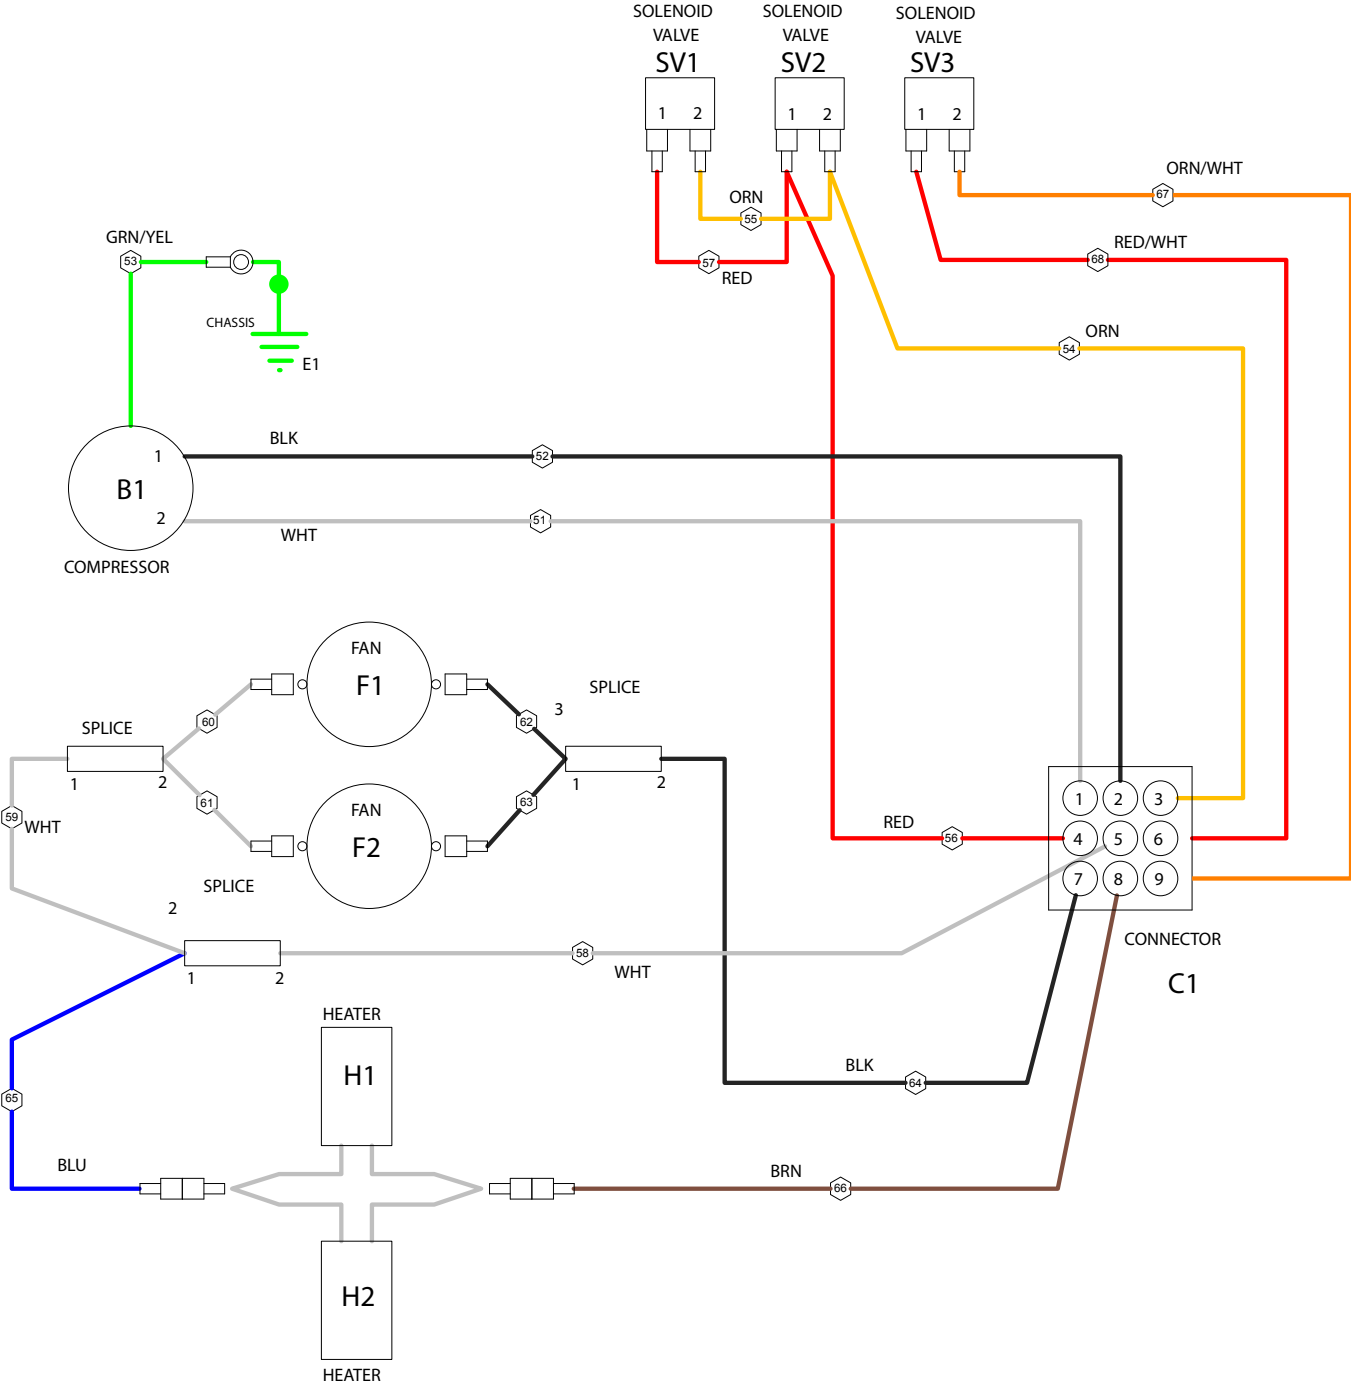 SOLENOID
VALVE
SV1
SOLENOID
VALVE
SV2
SOLENOID
VALVE
SV3
1 2
1 2
1 2
ORN/WHT
67
ORN
55
RED/WHT
68
57
RED
GRN/YEL
53
CHASSIS
E1
ORN
54
BLK
52
1
B1
2
WHT
51
COMPRESSOR
FAN
F1
SPLICE
3
60
62
SPLICE
1 2
1 2
61
63
FAN
F2
59
WHT
1 2 3
4 5 6
7 8 9
RED
56
SPLICE
2
CONNECTOR
C1
1 2
58
WHT
HEATER
H1
BLK
64
65
BLU
BRN
66
H2
HEATER